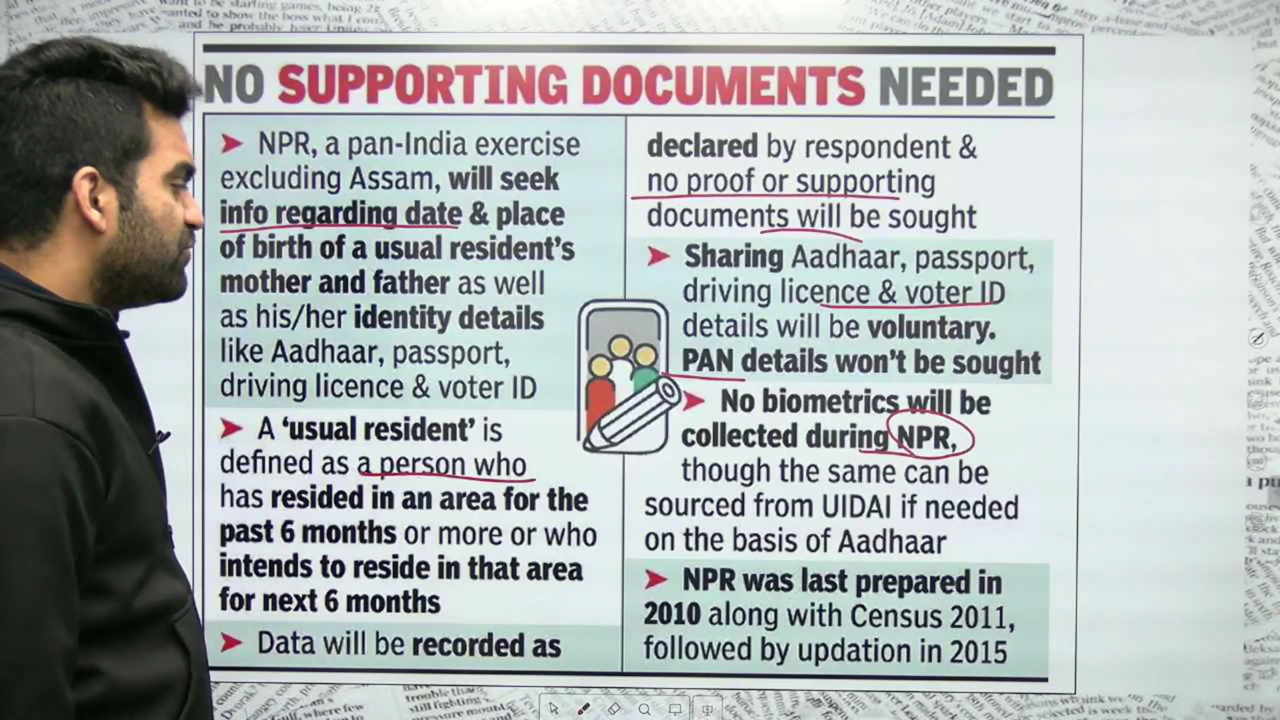 NO SUPPORTING DOCUMENTS NEEDED
➤ NPR, a pan-India exercise
excluding Assam, will seek
info regarding date & place
of birth of a usual resident's
mother and father as well
as his/her identity details
like Aadhaar, passport,
driving licence & voter ID
➤ A 'usual resident' is
defined as a person who
has resided in an area for the
past 6 months or more or who
intends to reside in that area
for next 6 months
➤ Data will be recorded as
declared by respondent &
no proof or supporting
documents will be sought
➤ Sharing Aadhaar, passport,
driving licence & voter ID
details will be voluntary.
PAN details won't be sought
➤ No biometrics will be
collected during NPR,
though the same can be
sourced from UIDAI if needed
on the basis of Aadhaar
➤ NPR was last prepared in
2010 along with Census 2011,
followed by updation in 2015